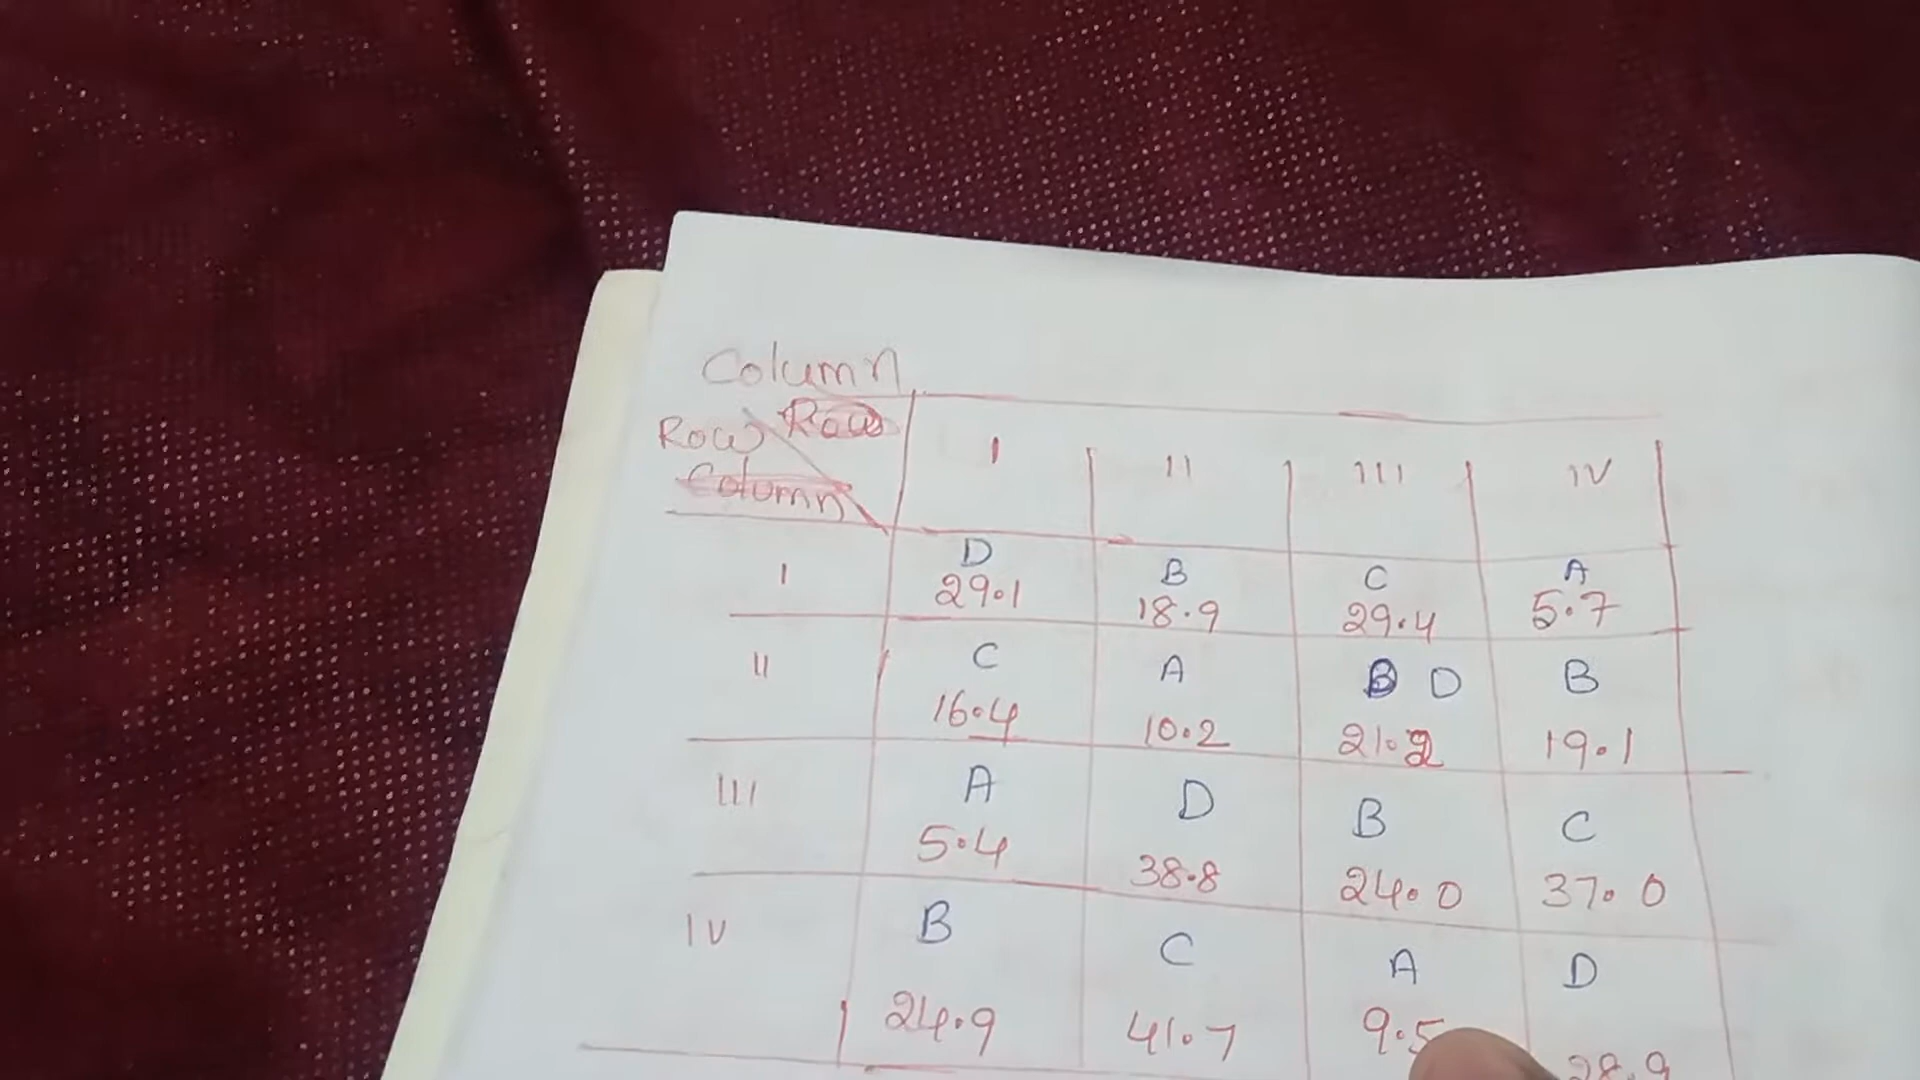 Column
Row Row
Column
I II III IV
D B C A
I 29.1 18.9 29.4 5.7
C A B D B
II 16.4 10.2 21.2 19.1
A D B C
III 5.4 38.8 24.0 37.0
B C A D
IV 24.9 41.7 9.5 28.9